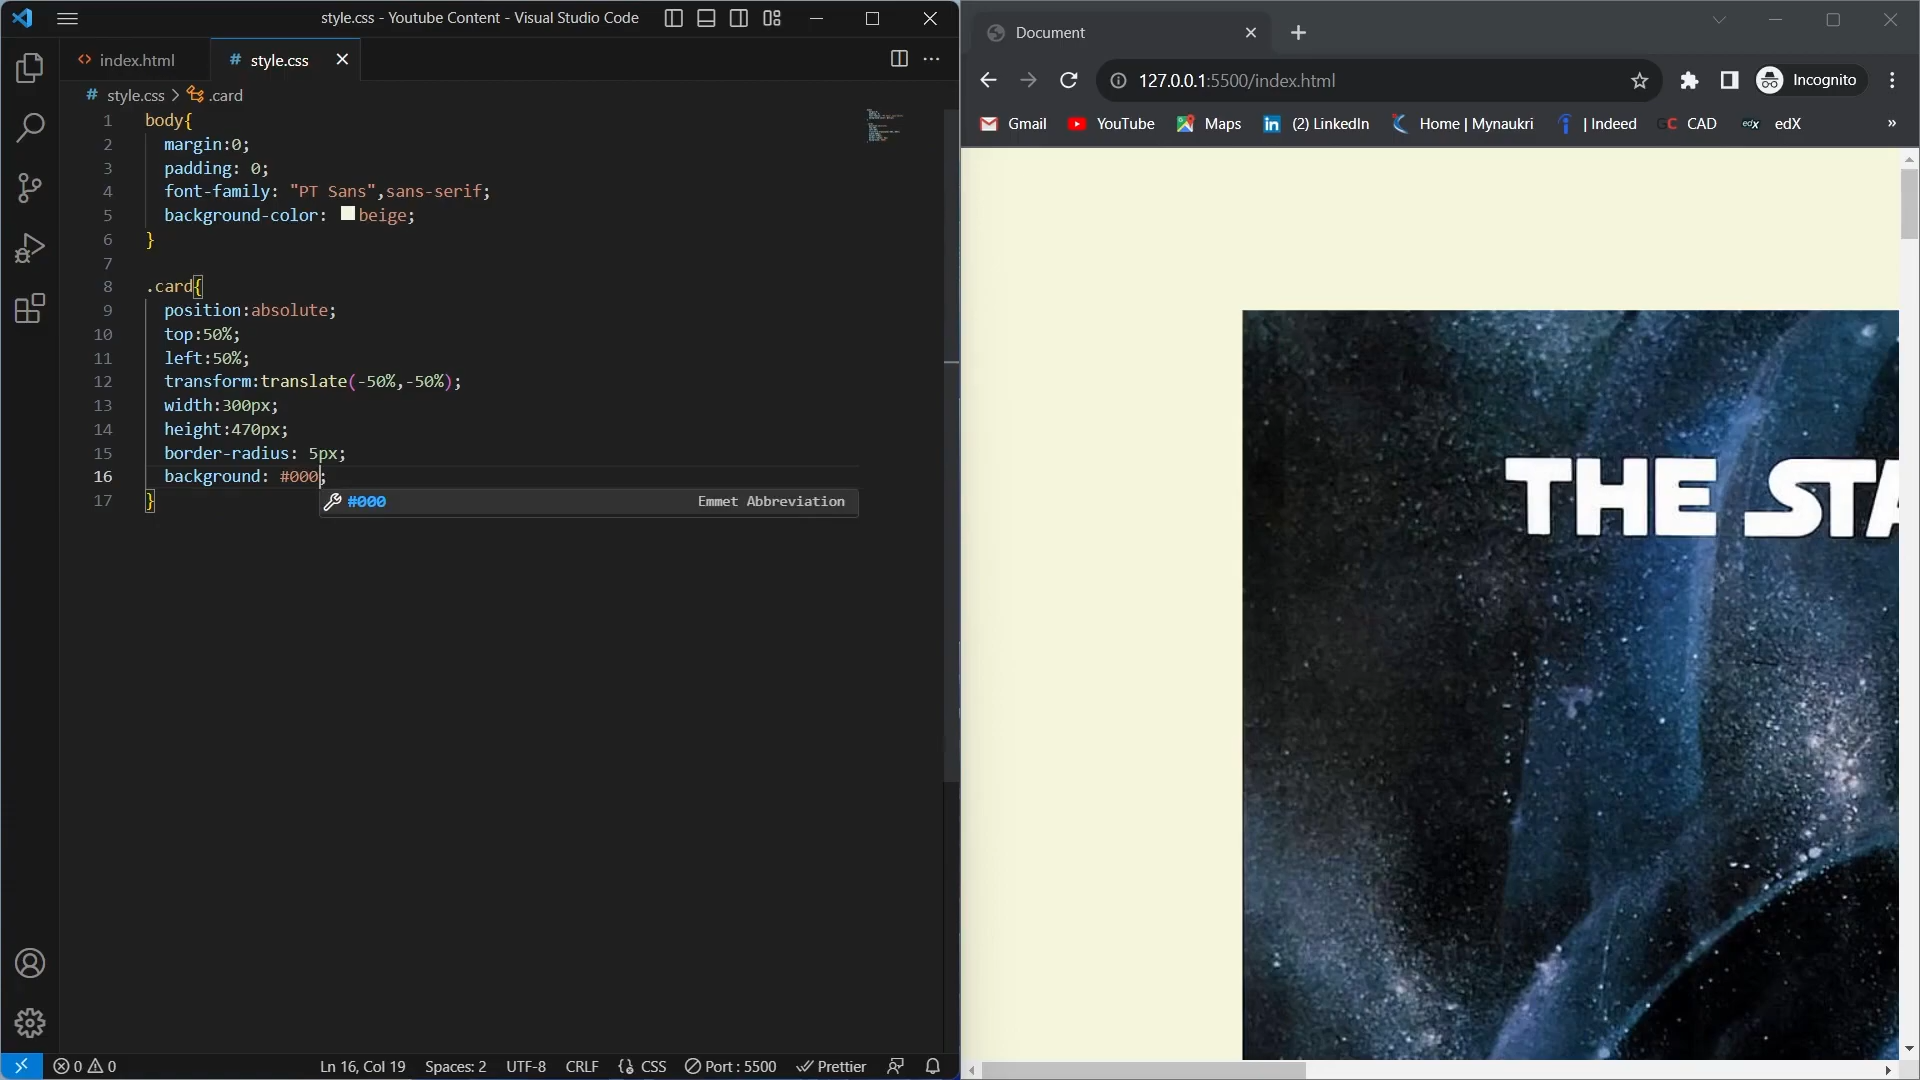 style.css - Youtube Content - Visual Studio Code
index.html
# style.css
# style.css > .card
1 body{
2 margin:0;
3 padding: 0;
4 font-family: "PT Sans",sans-serif;
5 background-color: beige;
6 }
7
8 .card{
9 position:absolute;
10 top:50%;
11 left:50%;
12 transform:translate(-50%,-50%);
13 width:300px;
14 height:470px;
15 border-radius: 5px;
16 background: #000;
#000 Emmet Abbreviation
17 }
0 0
Ln 16, Col 19 Spaces: 2 UTF-8 CRLF CSS Port : 5500 Prettier
Document
127.0.0.1:5500/index.html
Incognito
Gmail YouTube Maps (2) LinkedIn Home | Mynaukri | Indeed CAD edX
THE STA